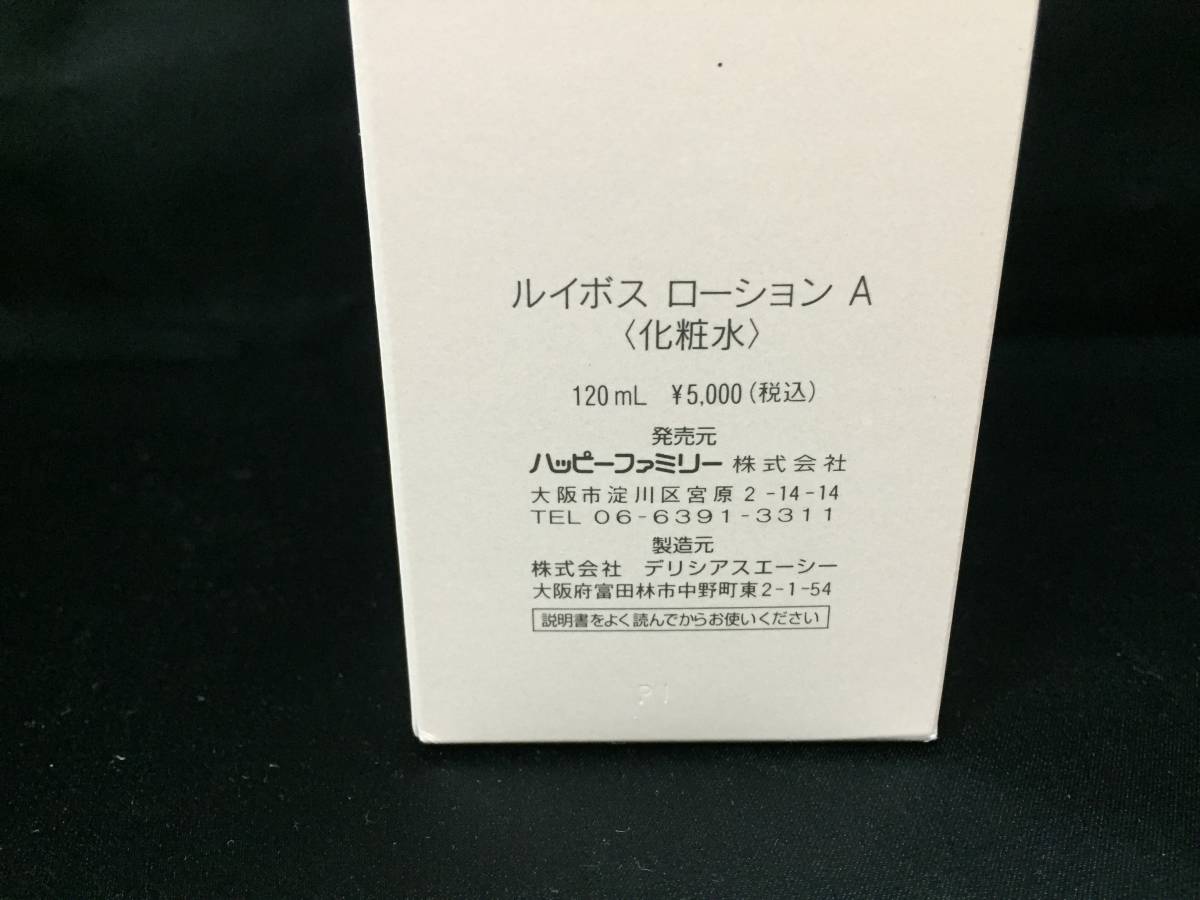 ルイボス ローション A
〈化粧水〉
120mL ¥5,000(税込)
発売元
ハッピーファミリー 株式会社
大阪市淀川区宮原2-14-14
TEL 06-6391-3311
製造元
株式会社 デリシアスエーシー
大阪府富田林市中野町東2-1-54
説明書をよく読んでからお使いください